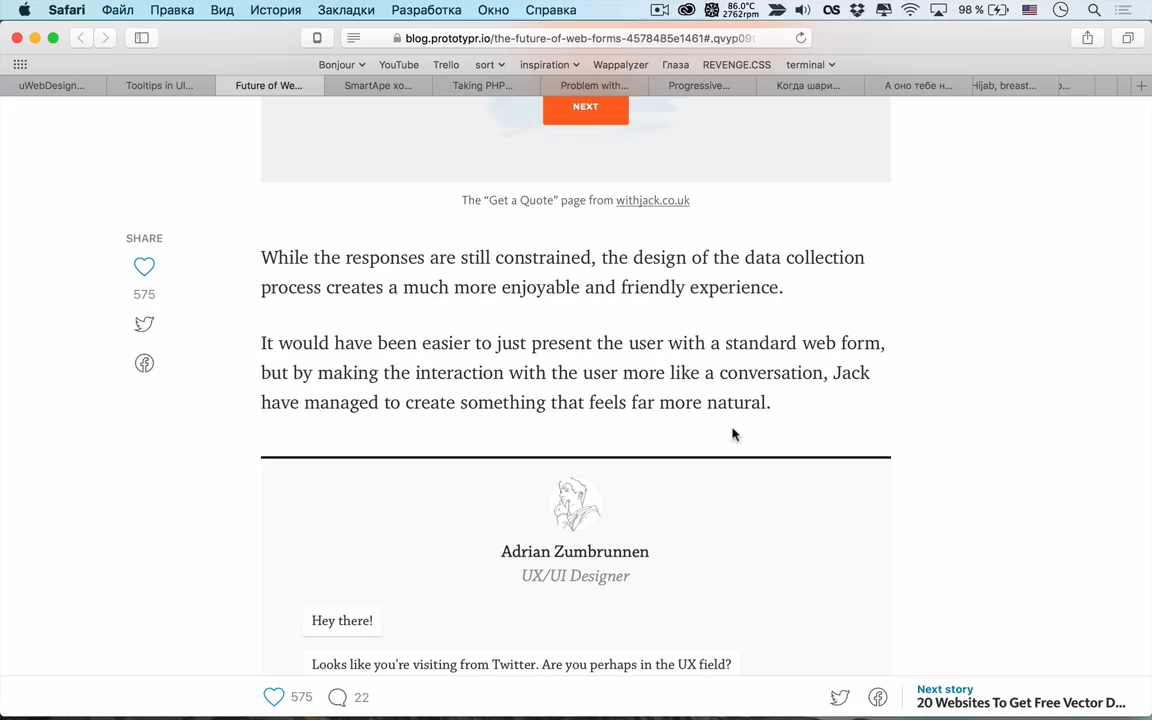 Safari Файл Правка Вид История Закладки Разработка Окно Справка 86.0°C 2762rpm 98 %
blog.prototypr.io/the-future-of-web-forms-4578485e1461#.qvyp09t
Bonjour YouTube Trello sort inspiration Wappalyzer Глаза REVENGE.CSS terminal
uWebDesign... Tooltips in UI... Future of We... SmartApe хо... Taking PHP... Problem with... Progressive... Когда шари... А оно тебе н... Hijab, breast...
NEXT
The “Get a Quote” page from withjack.co.uk
SHARE
575
While the responses are still constrained, the design of the data collection
process creates a much more enjoyable and friendly experience.
It would have been easier to just present the user with a standard web form,
but by making the interaction with the user more like a conversation, Jack
have managed to create something that feels far more natural.
Adrian Zumbrunnen
UX/UI Designer
Hey there!
Looks like you're visiting from Twitter. Are you perhaps in the UX field?
575 22
Next story
20 Websites To Get Free Vector D...